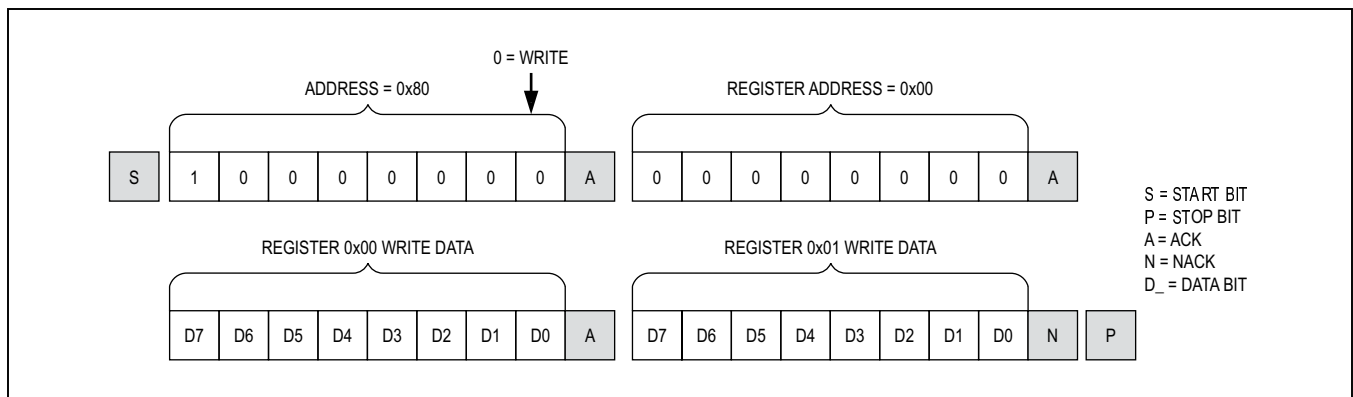 0 = WRITE
ADDRESS = 0x80
REGISTER ADDRESS = 0x00
S 1 0 0 0 0 0 0 0 A 0 0 0 0 0 0 0 0 A
S = START BIT
P = STOP BIT
A = ACK
N = NACK
D_ = DATA BIT
REGISTER 0x00 WRITE DATA
REGISTER 0x01 WRITE DATA
D7 D6 D5 D4 D3 D2 D1 D0 A D7 D6 D5 D4 D3 D2 D1 D0 N P